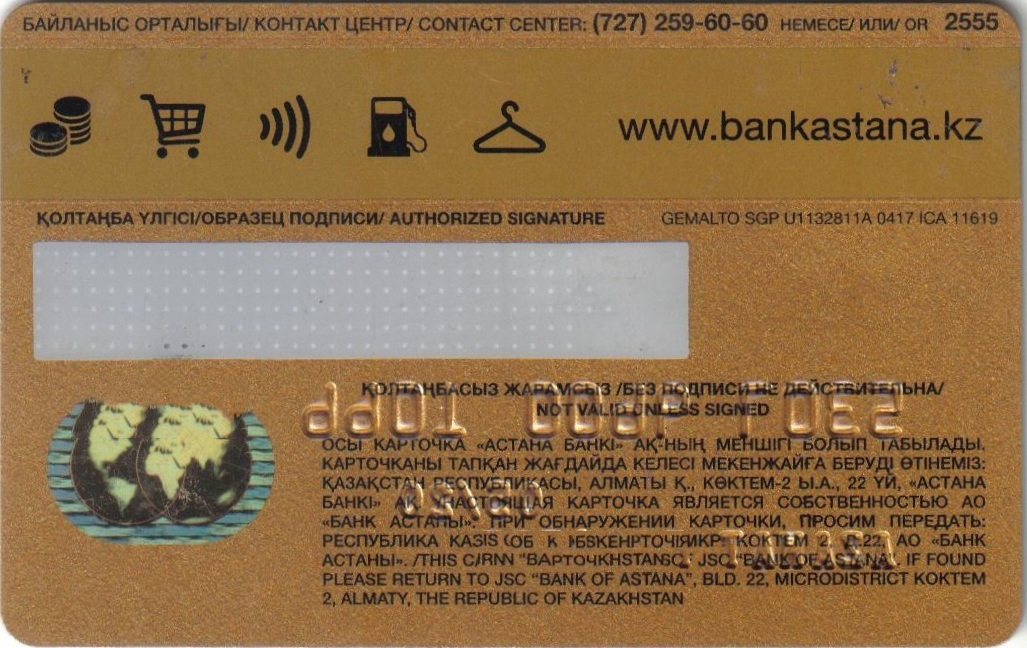 БАЙЛАНЫС ОРТАЛЫҒЫ/ КОНТАКТ ЦЕНТР/ CONTACT CENTER: (727) 259-60-60 НЕМЕСЕ/ ИЛИ/ OR 2555
www.bankastana.kz
ҚОЛТАҢБА ҮЛГІСІ/ОБРАЗЕЦ ПОДПИСИ/ AUTHORIZED SIGNATURE
GEMALTO SGP U1132811A 0417 ICA 11619
ҚОЛТАҢБАСЫЗ ЖАРАМСЫЗ /БЕЗ ПОДПИСИ НЕ ДЕЙСТВИТЕЛЬНА/
NOT VALID UNLESS SIGNED
ОСЫ КАРТОЧКА «АСТАНА БАНКІ» АҚ-НЫҢ МЕНШІГІ БОЛЫП ТАБЫЛАДЫ.
КАРТОЧКАНЫ ТАПҚАН ЖАҒДАЙДА КЕЛЕСІ МЕКЕНЖАЙҒА БЕРУДІ ӨТІНЕМІЗ:
ҚАЗАҚСТАН РЕСПУБЛИКАСЫ, АЛМАТЫ Қ., КӨКТЕМ-2 Ы.А., 22 ҮЙ, «АСТАНА
БАНКІ» АҚ. /НАСТОЯЩАЯ КАРТОЧКА ЯВЛЯЕТСЯ СОБСТВЕННОСТЬЮ АО
«БАНК АСТАНЫ». ПРИ ОБНАРУЖЕНИИ КАРТОЧКИ, ПРОСИМ ПЕРЕДАТЬ:
РЕСПУБЛИКА КОКТЕМ 2, Д.22, АО «БАНК
АСТАНЫ». /THIS JSC "BANK OF ASTANA". IF FOUND
PLEASE RETURN TO JSC "BANK OF ASTANA", BLD. 22, MICRODISTRICT KOKTEM
2, ALMATY, THE REPUBLIC OF KAZAKHSTAN